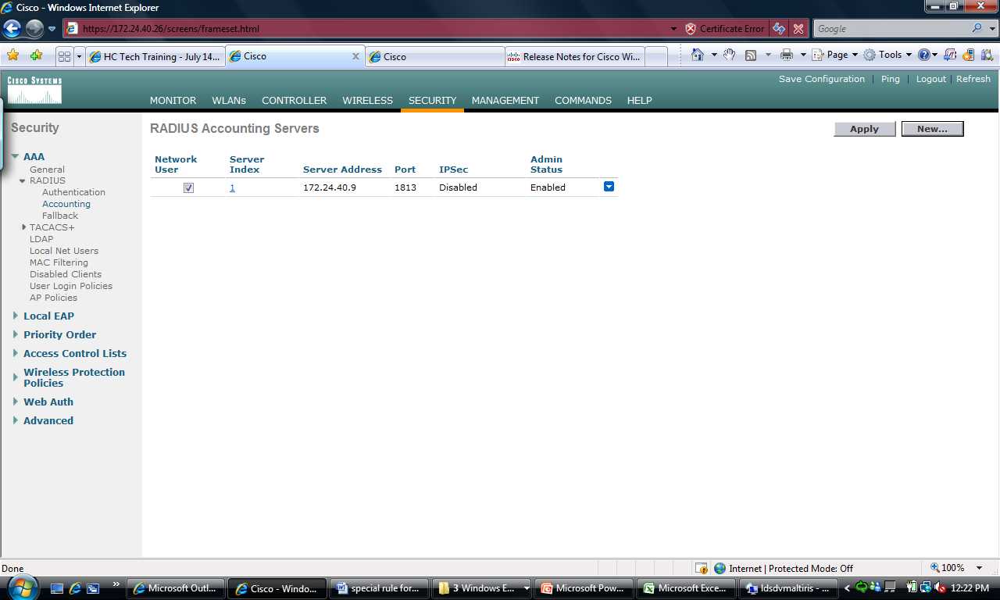 Cisco - Windows Internet Explorer
https://172.24.40.26/screens/frameset.html
Certificate Error
Google
HC Tech Training - July 14...
Cisco
Cisco
Release Notes for Cisco Wi...
Page
Tools
CISCO SYSTEMS
Save Configuration | Ping | Logout | Refresh
MONITOR WLANs CONTROLLER WIRELESS SECURITY MANAGEMENT COMMANDS HELP
Security
AAA
General
RADIUS
Authentication
Accounting
Fallback
TACACS+
LDAP
Local Net Users
MAC Filtering
Disabled Clients
User Login Policies
AP Policies
Local EAP
Priority Order
Access Control Lists
Wireless Protection
Policies
Web Auth
Advanced
RADIUS Accounting Servers
Apply
New...
Network User Server Index Server Address Port IPSec Admin Status
1 172.24.40.9 1813 Disabled Enabled
Done
Internet | Protected Mode: Off
100%
Microsoft Outl...
Cisco - Windo...
special rule for...
3 Windows E...
Microsoft Pow...
Microsoft Exce...
ldsdvmaltiris - ...
12:22 PM